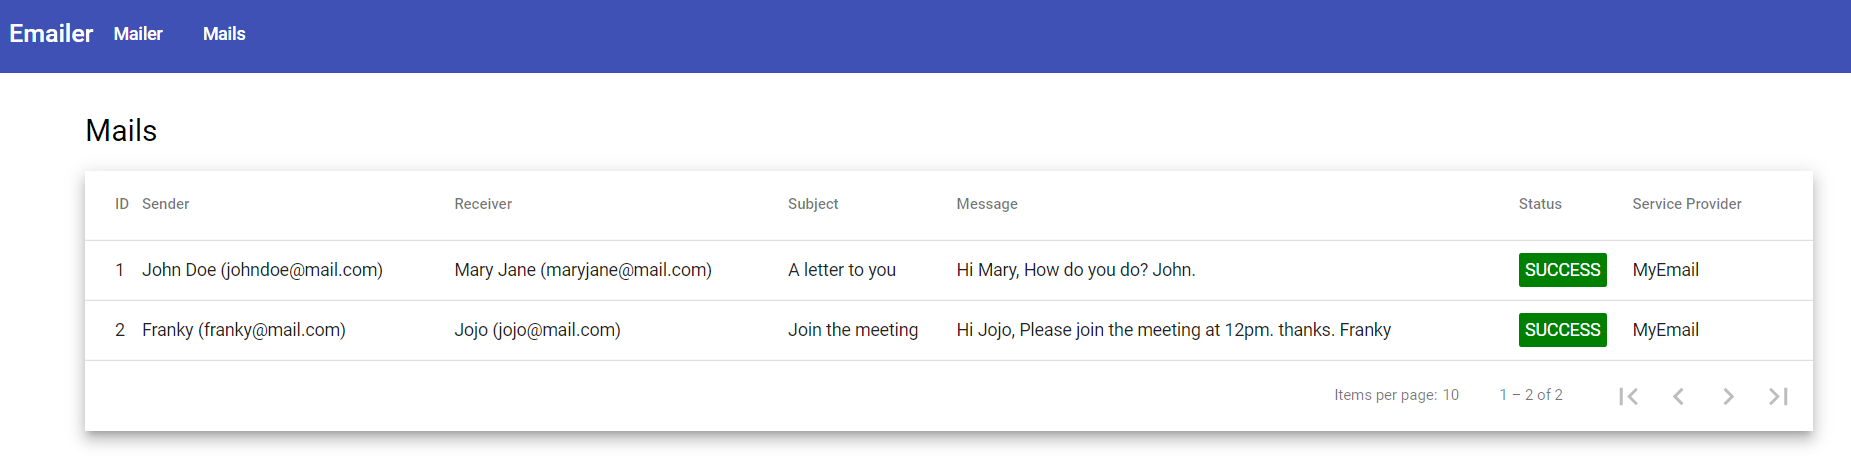 Emailer Mailer Mails
Mails
ID Sender Receiver Subject Message Status Service Provider
1 John Doe (johndoe@mail.com) Mary Jane (maryjane@mail.com) A letter to you Hi Mary, How do you do? John. SUCCESS MyEmail
2 Franky (franky@mail.com) Jojo (jojo@mail.com) Join the meeting Hi Jojo, Please join the meeting at 12pm. thanks. Franky SUCCESS MyEmail
Items per page: 10 1 – 2 of 2